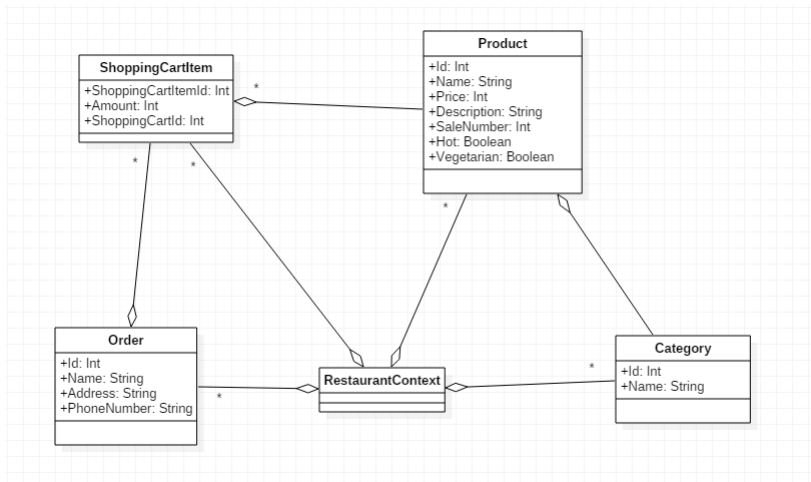 ShoppingCartItem
+ShoppingCartItemId: Int
+Amount: Int
+ShoppingCartId: Int
*
*
*
Product
+Id: Int
+Name: String
+Price: Int
+Description: String
+SaleNumber: Int
+Hot: Boolean
+Vegetarian: Boolean
*
Order
+Id: Int
+Name: String
+Address: String
+PhoneNumber: String
*
RestaurantContext
*
Category
+Id: Int
+Name: String